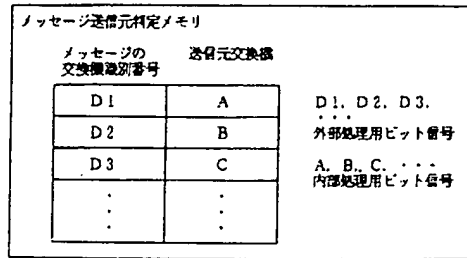 メッセージ送信元判定メモリ
メッセージの
交換機識別番号
送信元交換機
D1 A
D2 B
D3 C
: :
D1, D2, D3,
・・・
外部処理用ビット信号
A, B, C, ・・・
内部処理用ビット信号